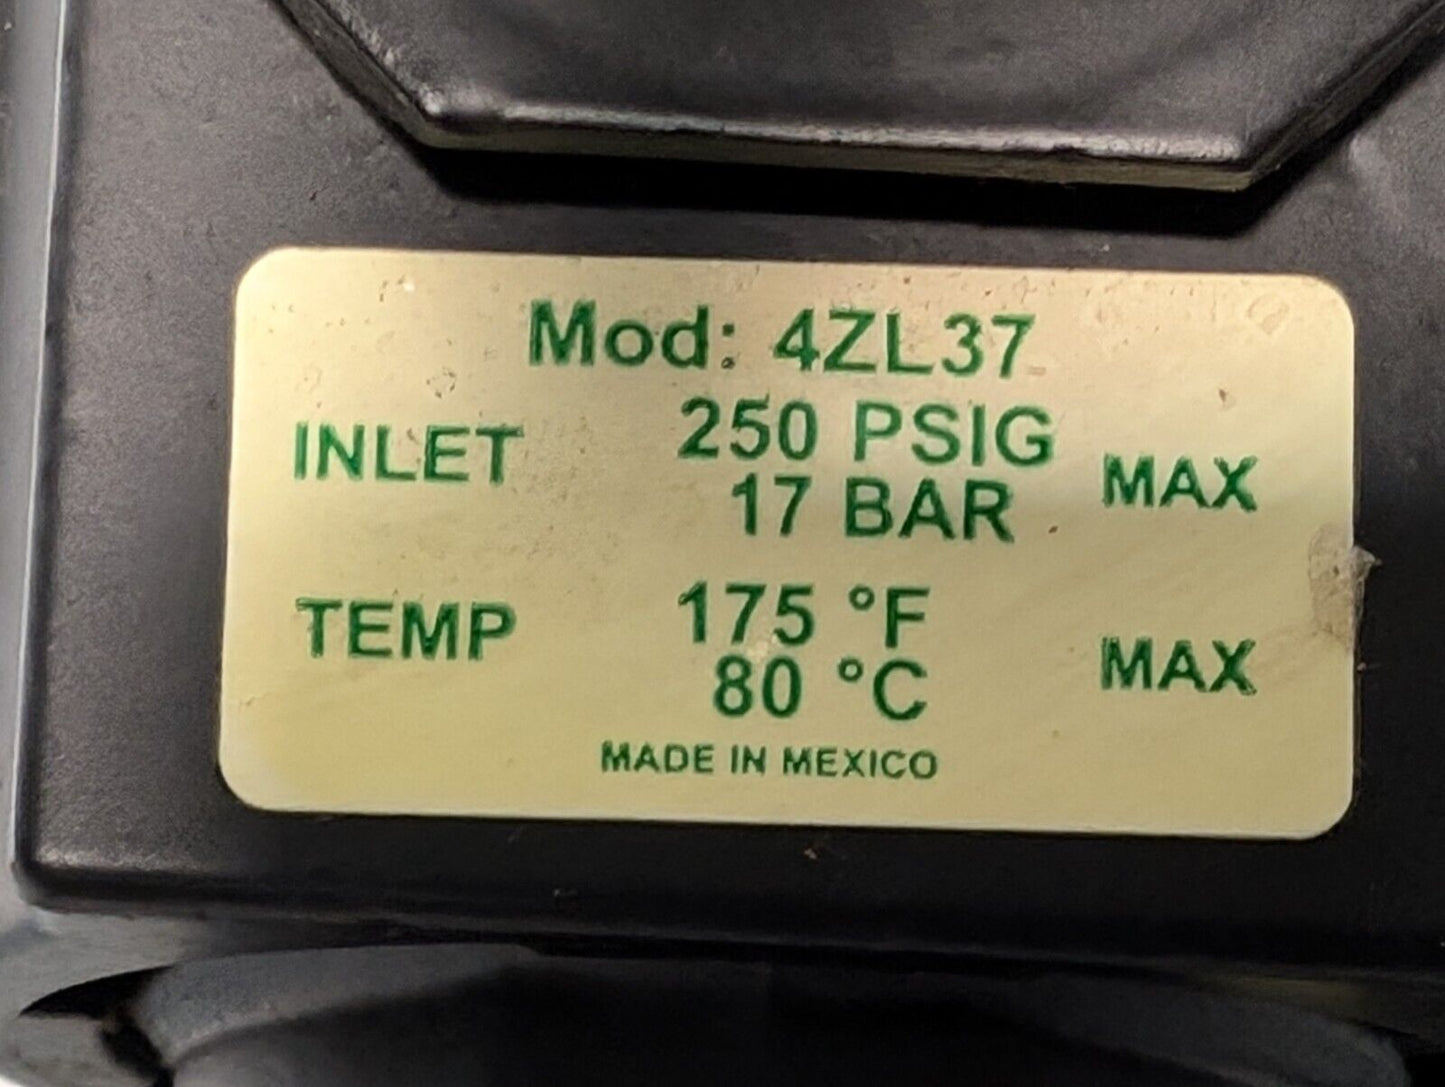 Mod: 4ZL37
INLET 250 PSIG 17 BAR MAX
TEMP 175 °F 80 °C MAX
MADE IN MEXICO